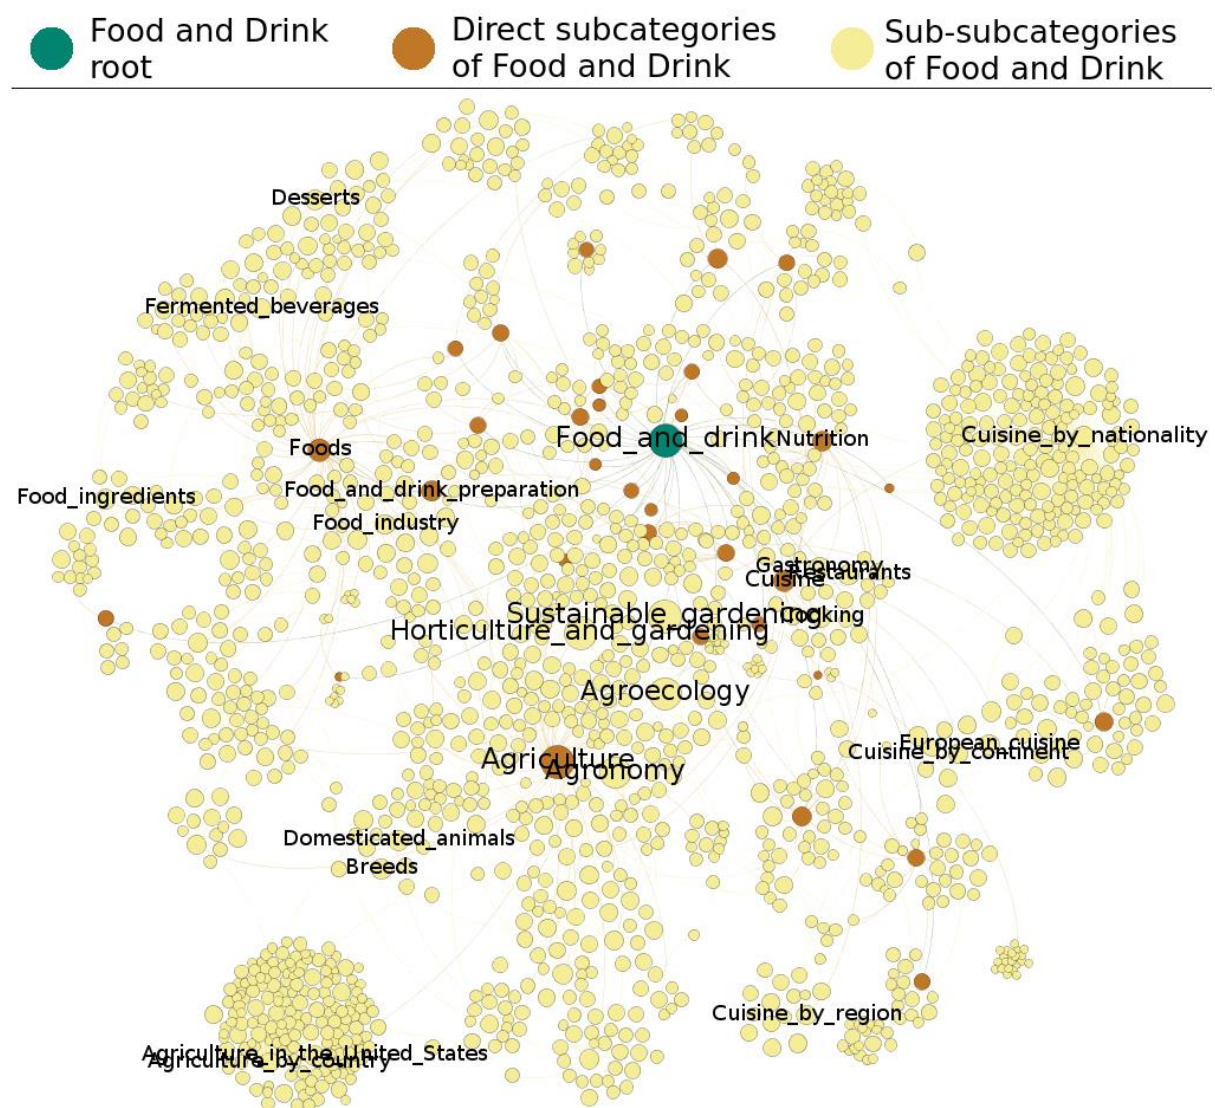 Food and Drink
root
Direct subcategories
of Food and Drink
Sub-subcategories
of Food and Drink
Desserts
Fermented_beverages
Foods
Food_and_drink
Nutrition
Cuisine_by_nationality
Food_ingredients
Food_and_drink_preparation
Food_industry
Gastronomy
Restaurants
Cuisine
Sustainable_gardening
Cooking
Horticulture_and_gardening
Agroecology
European_cuisine
Cuisine_by_continent
Agriculture
Agronomy
Domesticated_animals
Breeds
Cuisine_by_region
Agriculture_in_the_United_States
Agriculture_by_country